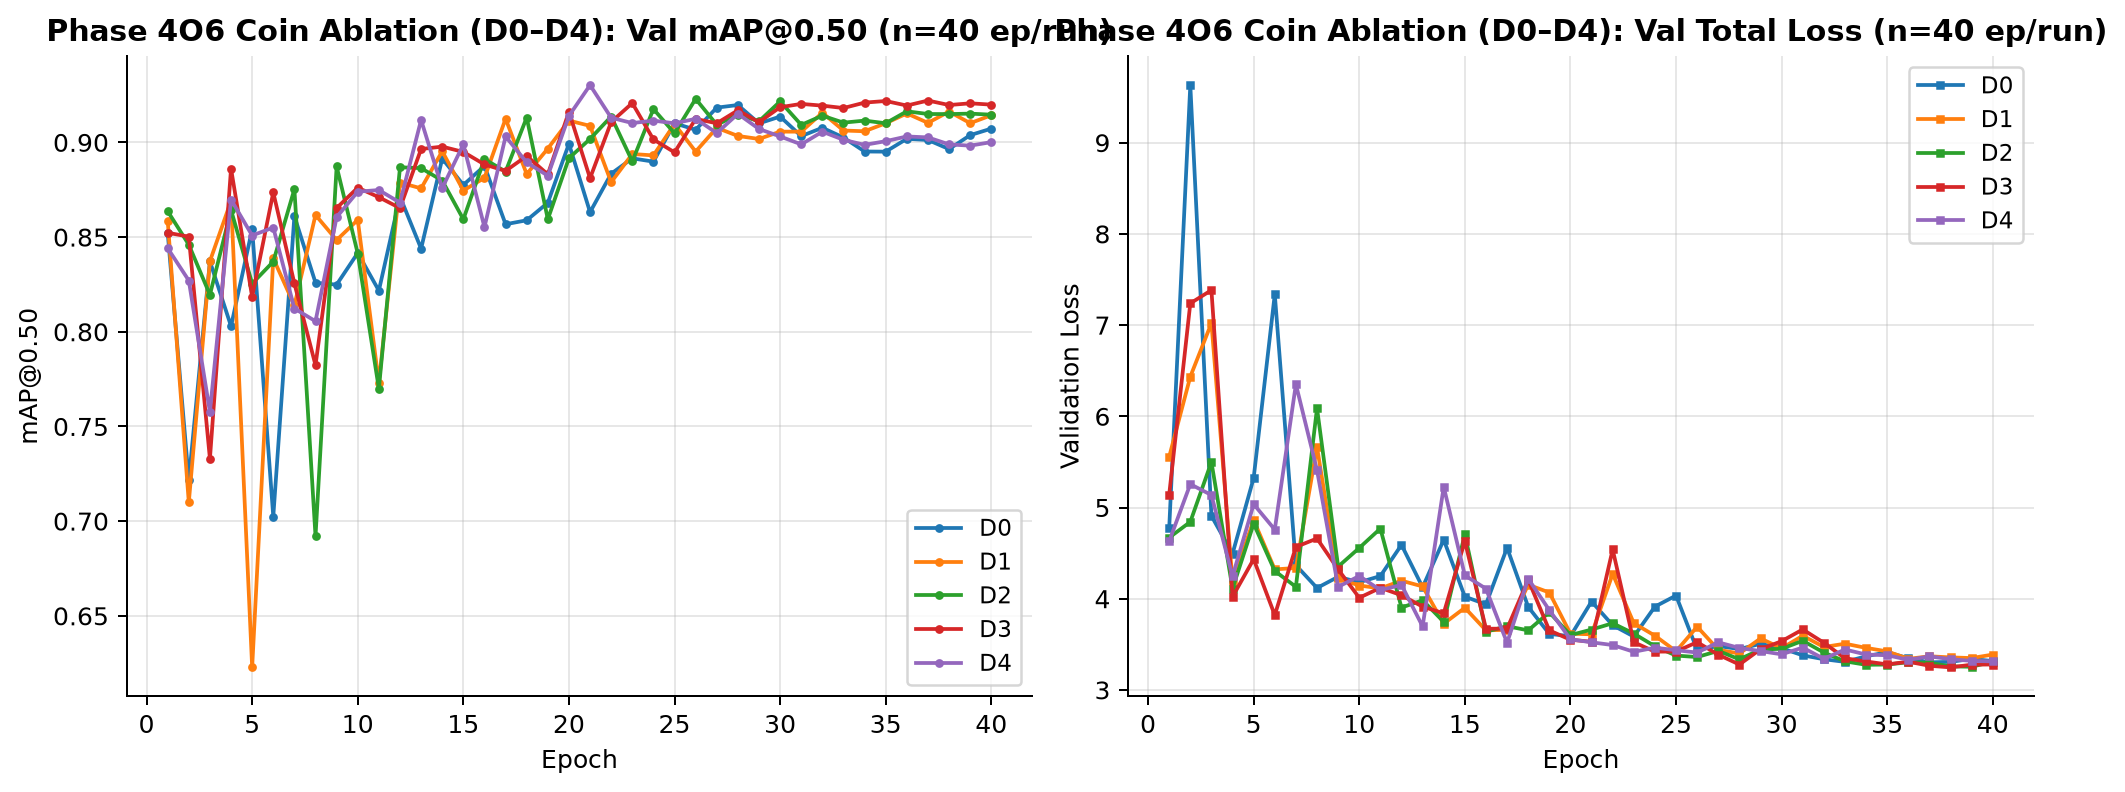 Phase 4O6 Coin Ablation (D0–D4): Val mAP@0.50 (n=40 ep/run)
mAP@0.50
0.90
0.85
0.80
0.75
0.70
0.65
0 5 10 15 20 25 30 35 40
Epoch
D0
D1
D2
D3
D4
Phase 4O6 Coin Ablation (D0–D4): Val Total Loss (n=40 ep/run)
Validation Loss
9
8
7
6
5
4
3
0 5 10 15 20 25 30 35 40
Epoch
D0
D1
D2
D3
D4